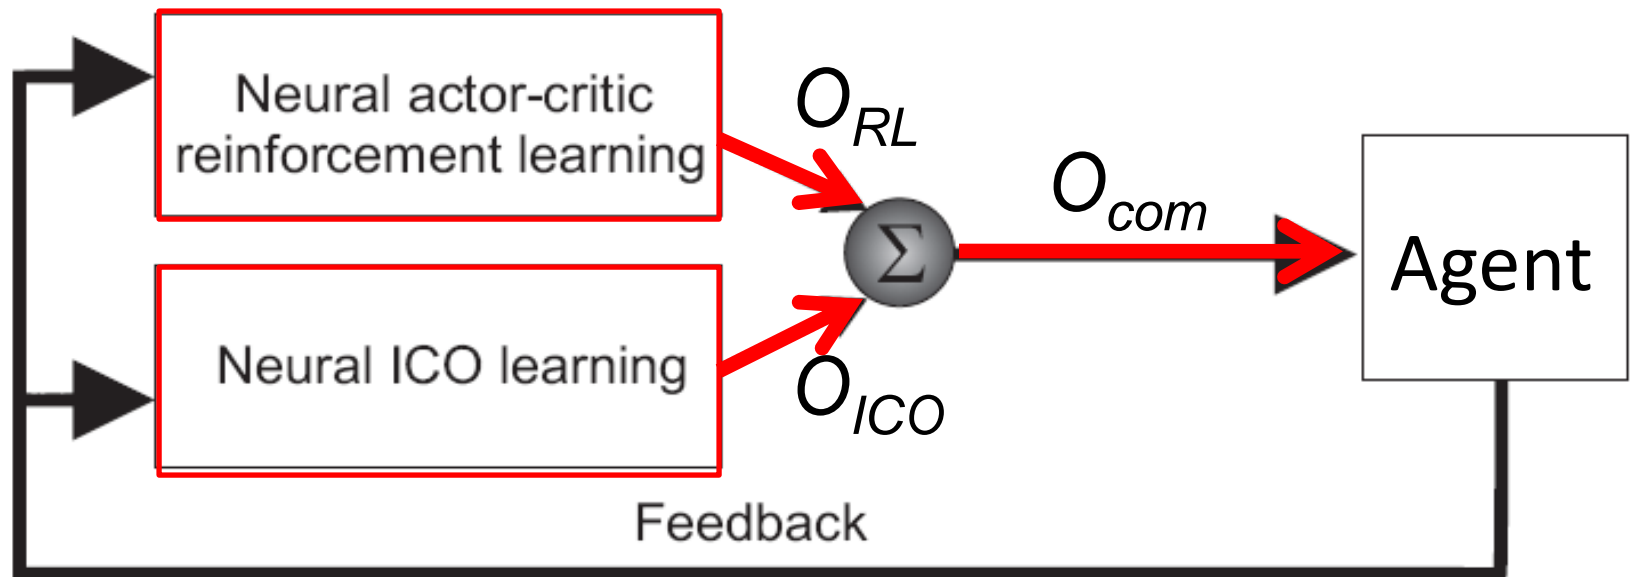 Neural actor-critic
reinforcement learning
O_RL
O_com
Σ
Agent
Neural ICO learning
O_ICO
Feedback